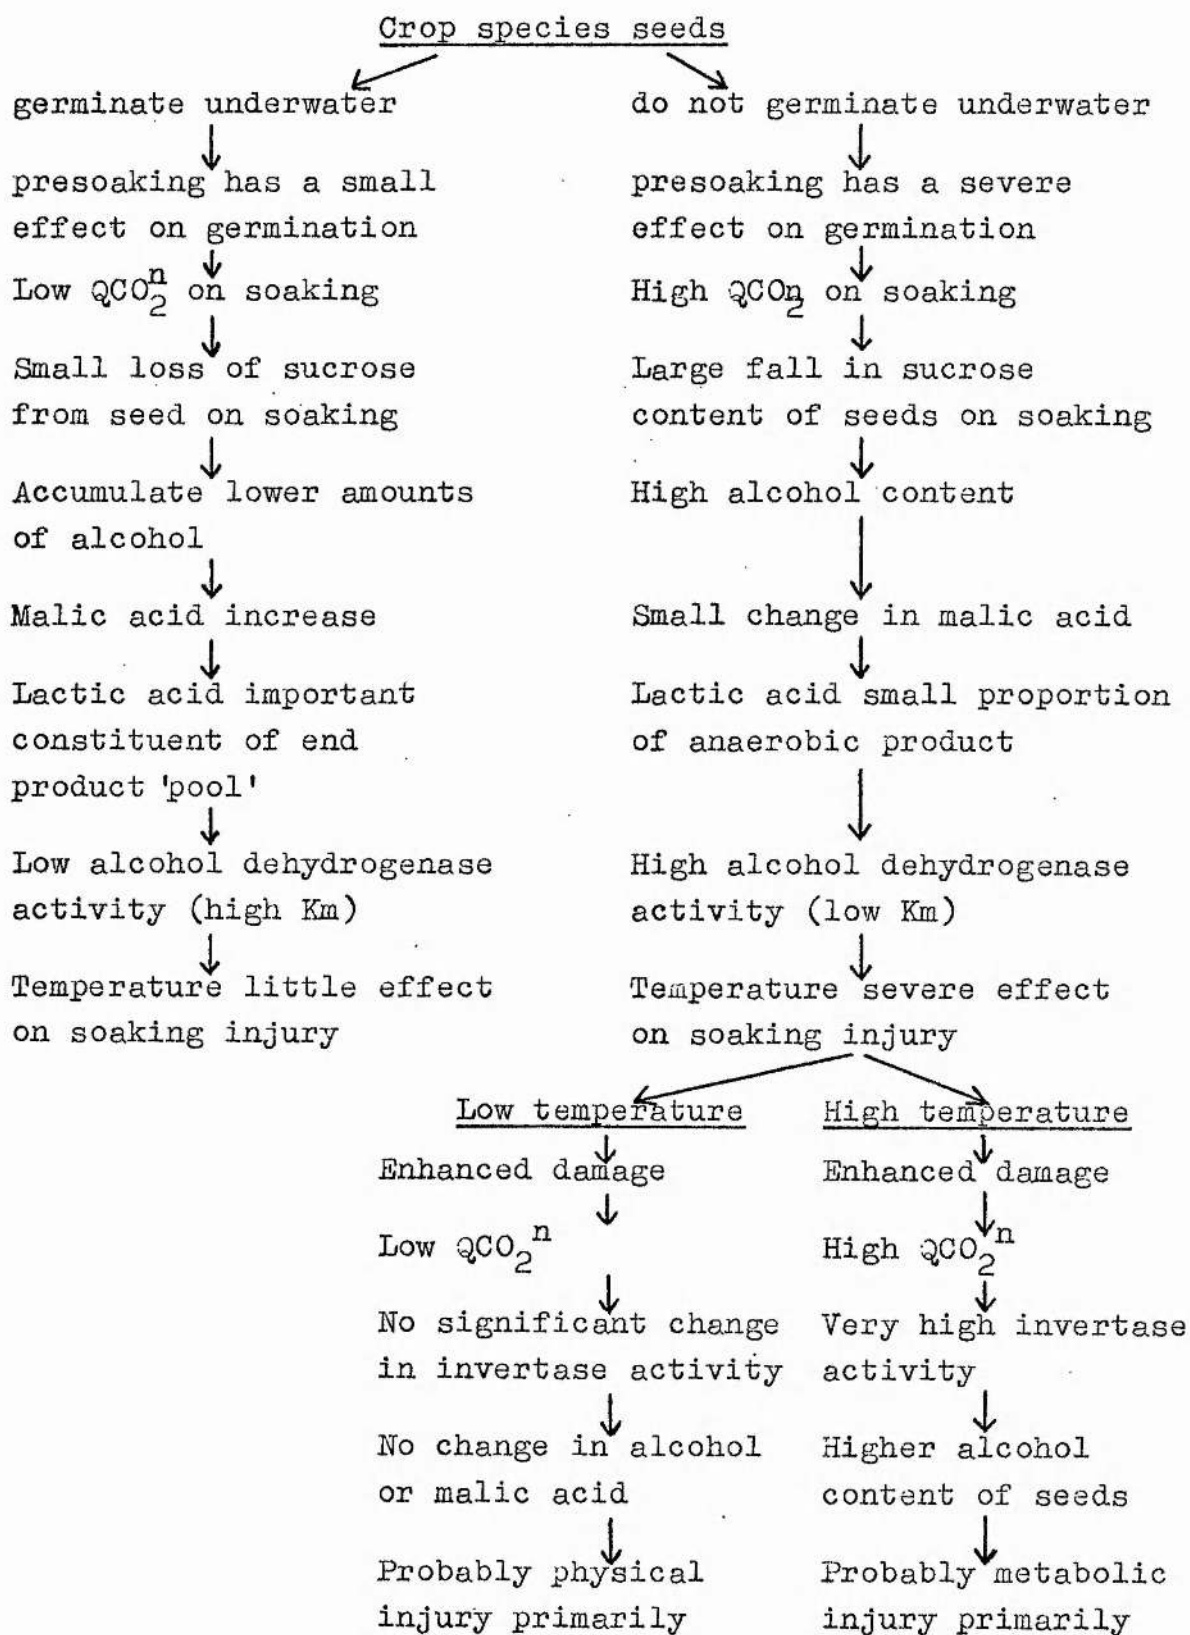 Crop species seeds
germinate underwater
presoaking has a small
effect on germination
Low QCO₂ⁿ on soaking
Small loss of sucrose
from seed on soaking
Accumulate lower amounts
of alcohol
Malic acid increase
Lactic acid important
constituent of end
product 'pool'
Low alcohol dehydrogenase
activity (high Km)
Temperature little effect
on soaking injury
do not germinate underwater
presoaking has a severe
effect on germination
High QCO₂ⁿ on soaking
Large fall in sucrose
content of seeds on soaking
High alcohol content
Small change in malic acid
Lactic acid small proportion
of anaerobic product
High alcohol dehydrogenase
activity (low Km)
Temperature severe effect
on soaking injury
Low temperature
Enhanced damage
Low QCO₂ⁿ
No significant change
in invertase activity
No change in alcohol
or malic acid
Probably physical
injury primarily
High temperature
Enhanced damage
High QCO₂ⁿ
Very high invertase
activity
Higher alcohol
content of seeds
Probably metabolic
injury primarily